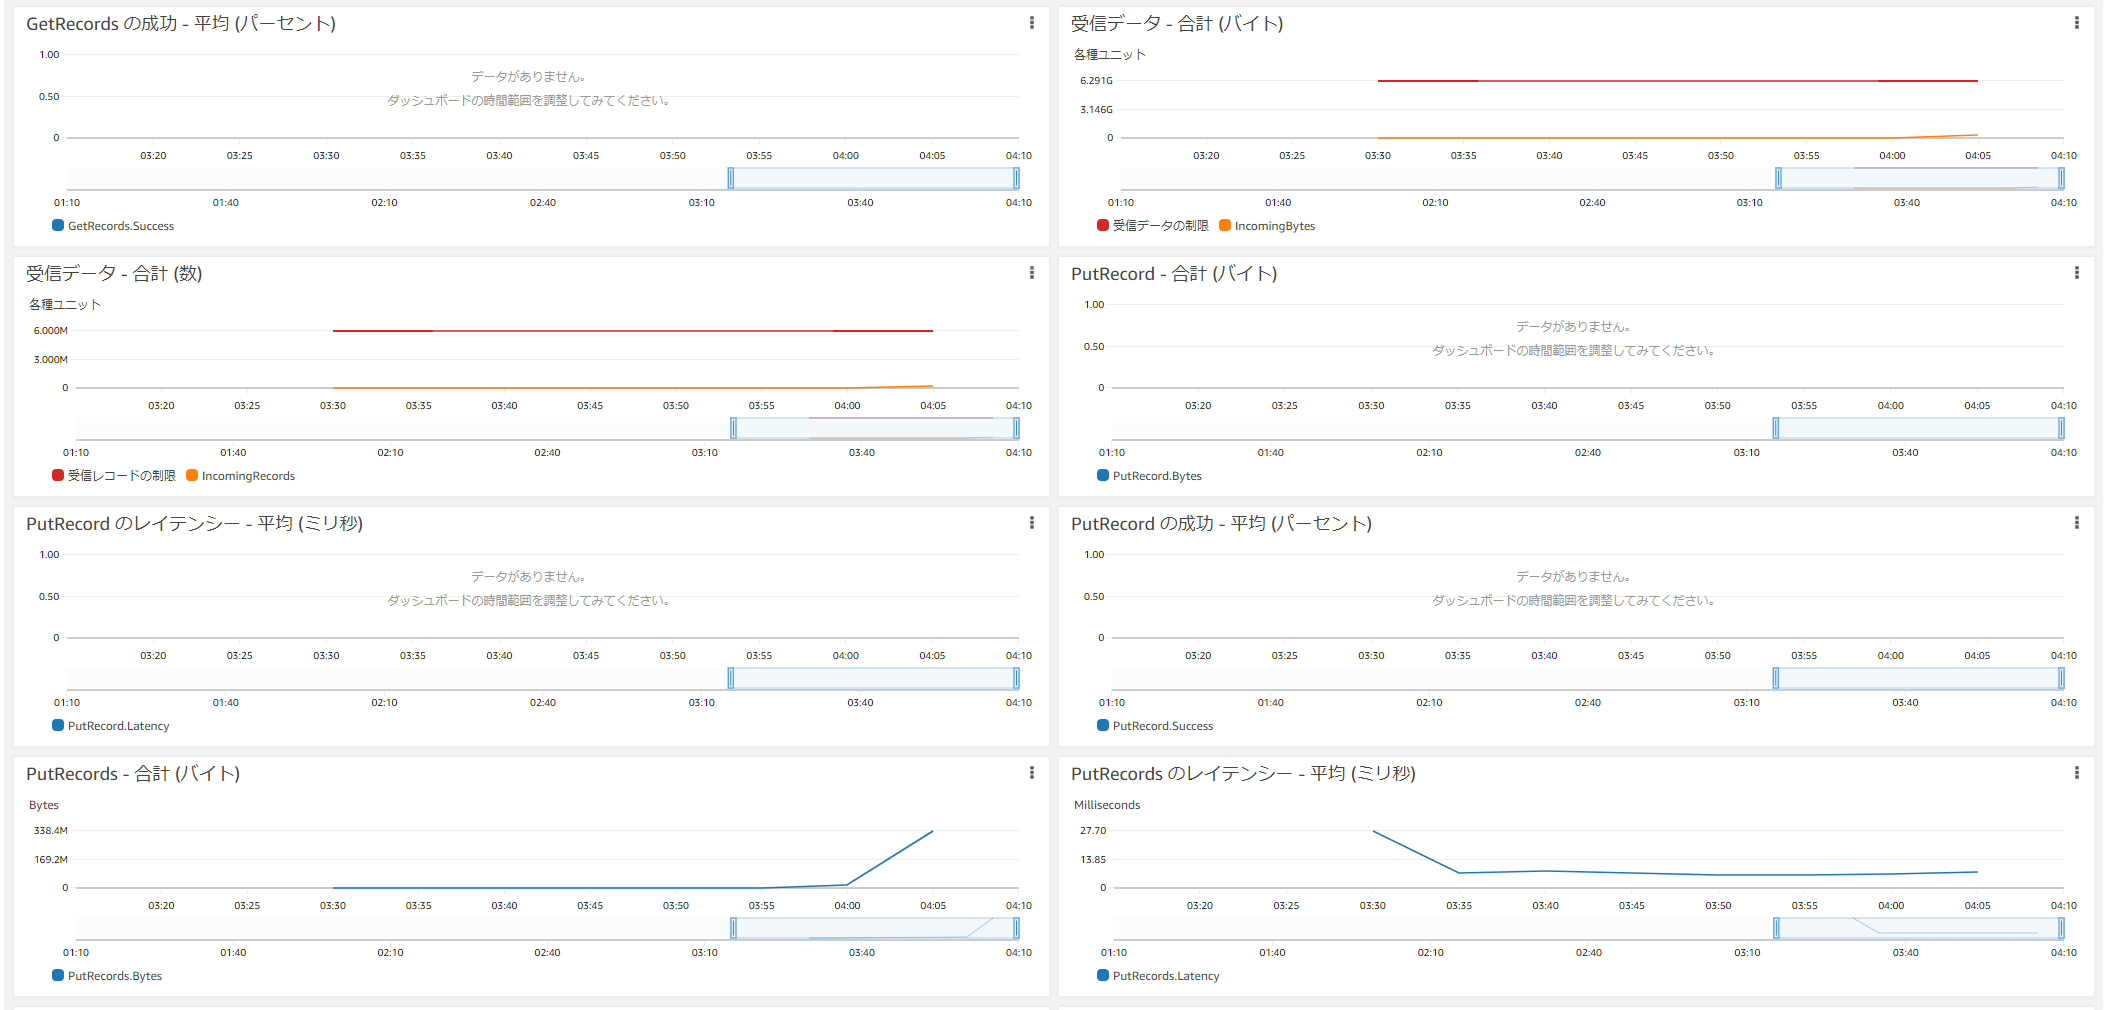 GetRecords の成功 - 平均 (パーセント)
1.00
データがありません。
0.50
ダッシュボードの時間範囲を調整してみてください。
0
03:20 03:25 03:30 03:35 03:40 03:45 03:50 03:55 04:00 04:05 04:10
01:10 01:40 02:10 02:40 03:10 03:40 04:10
GetRecords.Success
受信データ - 合計 (バイト)
各種ユニット
6.291G
3.146G
0
03:20 03:25 03:30 03:35 03:40 03:45 03:50 03:55 04:00 04:05 04:10
01:10 01:40 02:10 02:40 03:10 03:40 04:10
受信データの制限 IncomingBytes
受信データ - 合計 (数)
各種ユニット
6.000M
3.000M
0
03:20 03:25 03:30 03:35 03:40 03:45 03:50 03:55 04:00 04:05 04:10
01:10 01:40 02:10 02:40 03:10 03:40 04:10
受信レコードの制限 IncomingRecords
PutRecord - 合計 (バイト)
1.00
データがありません。
0.50
ダッシュボードの時間範囲を調整してみてください。
0
03:20 03:25 03:30 03:35 03:40 03:45 03:50 03:55 04:00 04:05 04:10
01:10 01:40 02:10 02:40 03:10 03:40 04:10
PutRecord.Bytes
PutRecord のレイテンシー - 平均 (ミリ秒)
1.00
データがありません。
0.50
ダッシュボードの時間範囲を調整してみてください。
0
03:20 03:25 03:30 03:35 03:40 03:45 03:50 03:55 04:00 04:05 04:10
01:10 01:40 02:10 02:40 03:10 03:40 04:10
PutRecord.Latency
PutRecord の成功 - 平均 (パーセント)
1.00
データがありません。
0.50
ダッシュボードの時間範囲を調整してみてください。
0
03:20 03:25 03:30 03:35 03:40 03:45 03:50 03:55 04:00 04:05 04:10
01:10 01:40 02:10 02:40 03:10 03:40 04:10
PutRecord.Success
PutRecords - 合計 (バイト)
Bytes
338.4M
169.2M
0
03:20 03:25 03:30 03:35 03:40 03:45 03:50 03:55 04:00 04:05 04:10
01:10 01:40 02:10 02:40 03:10 03:40 04:10
PutRecords.Bytes
PutRecords のレイテンシー - 平均 (ミリ秒)
Milliseconds
27.70
13.85
0
03:20 03:25 03:30 03:35 03:40 03:45 03:50 03:55 04:00 04:05 04:10
01:10 01:40 02:10 02:40 03:10 03:40 04:10
PutRecords.Latency